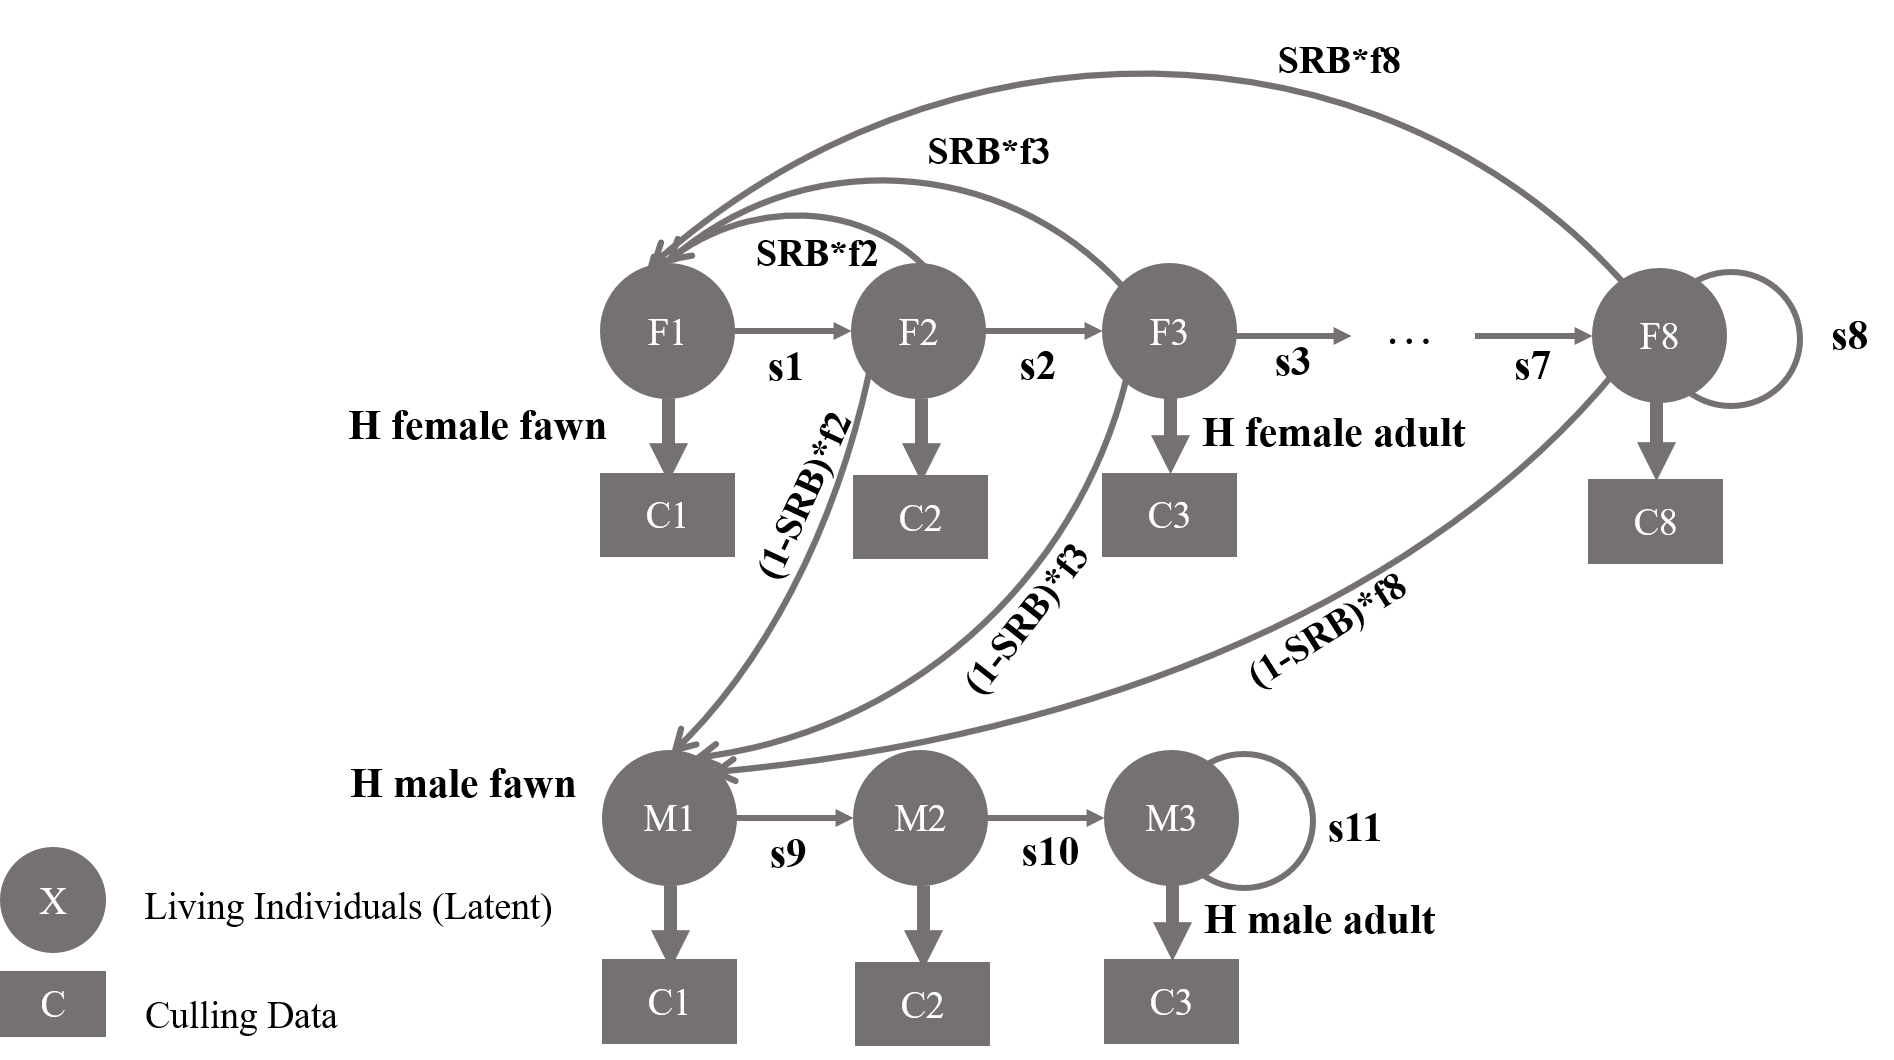 SRB*f8
SRB*f3
SRB*f2
F1
F2
F3
...
F8
s1
s2
s3
s7
s8
H female fawn
(1-SRB)*f2
H female adult
C1
C2
C3
C8
(1-SRB)*f3
(1-SRB)*f8
H male fawn
M1
M2
M3
s9
s10
s11
X
Living Individuals (Latent)
H male adult
C
Culling Data
C1
C2
C3